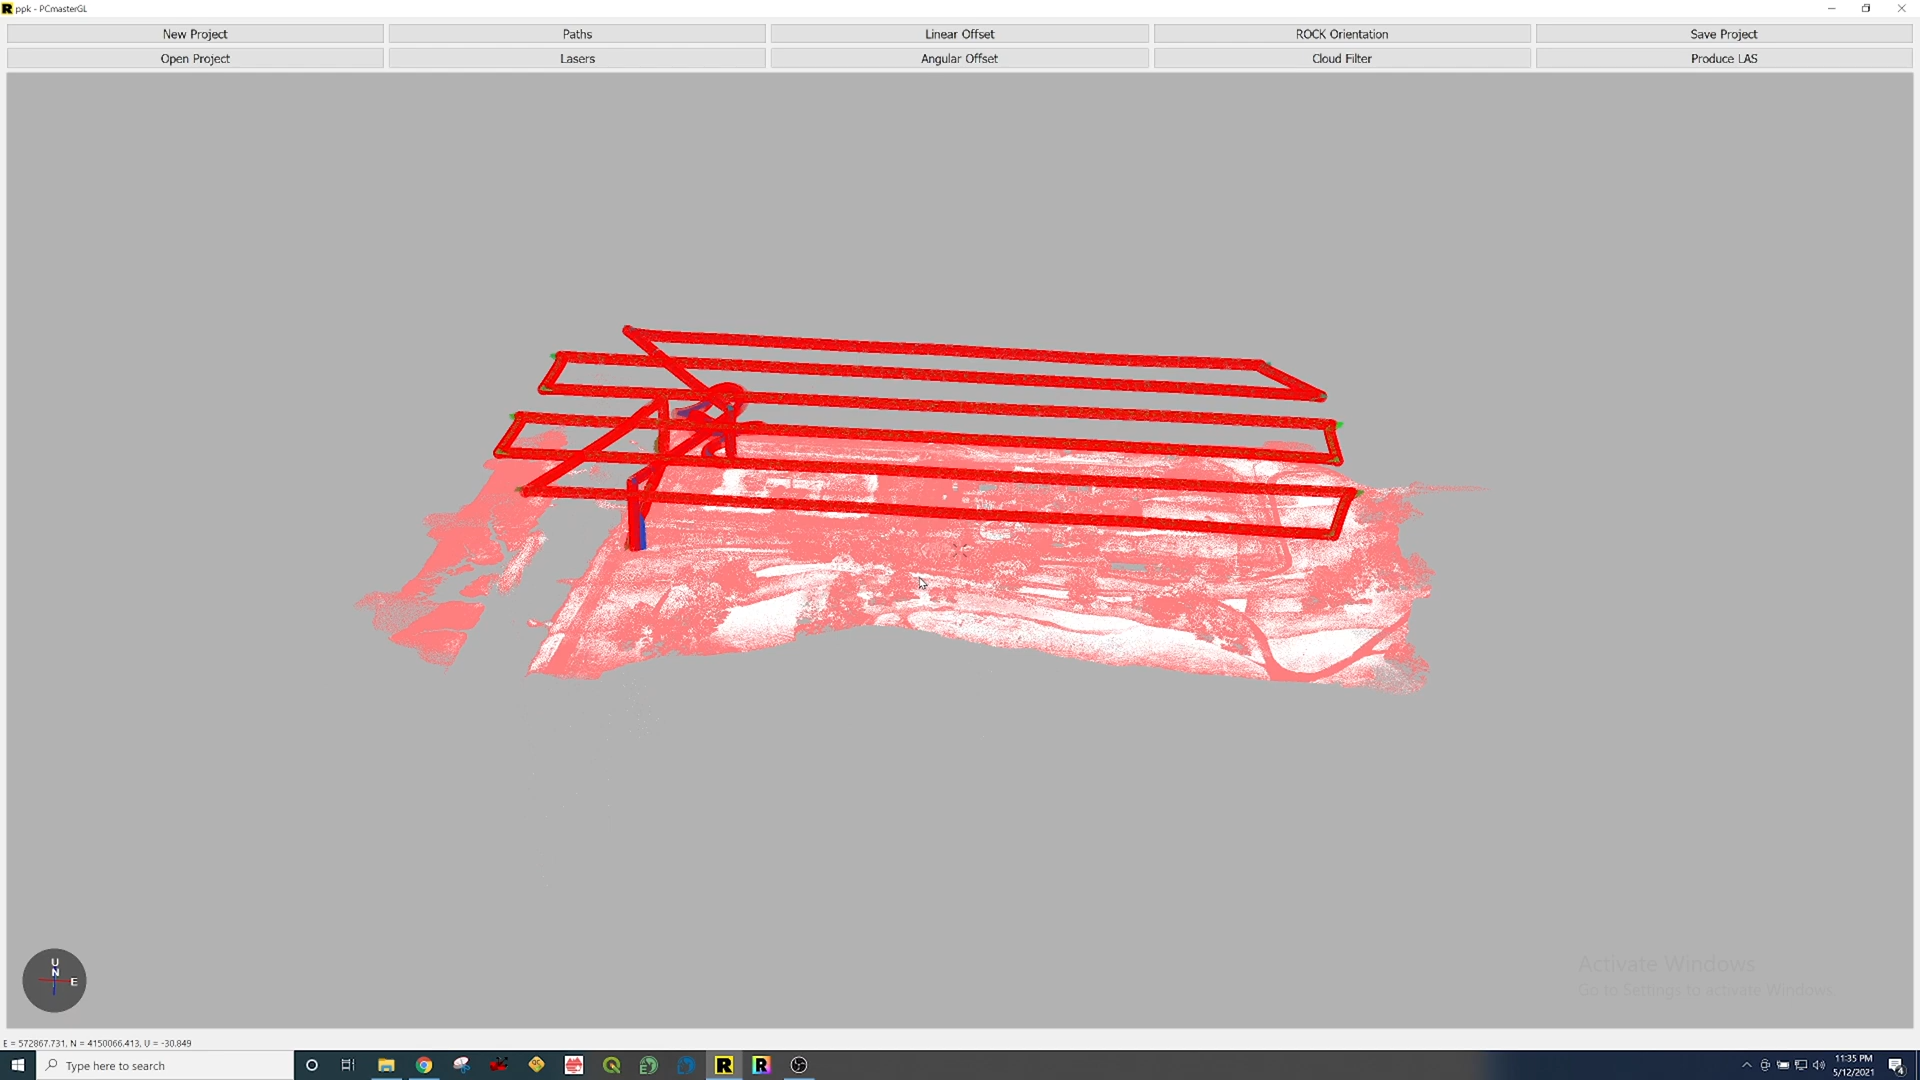 R ppk - PCmasterGL
New Project
Paths
Linear Offset
ROCK Orientation
Save Project
Open Project
Lasers
Angular Offset
Cloud Filter
Produce LAS
U
N
E
Activate Windows
Go to Settings to activate Windows.
E = 572867.731, N = 4150066.413, U = -30.849
Type here to search
R
R
11:35 PM
5/12/2021
4